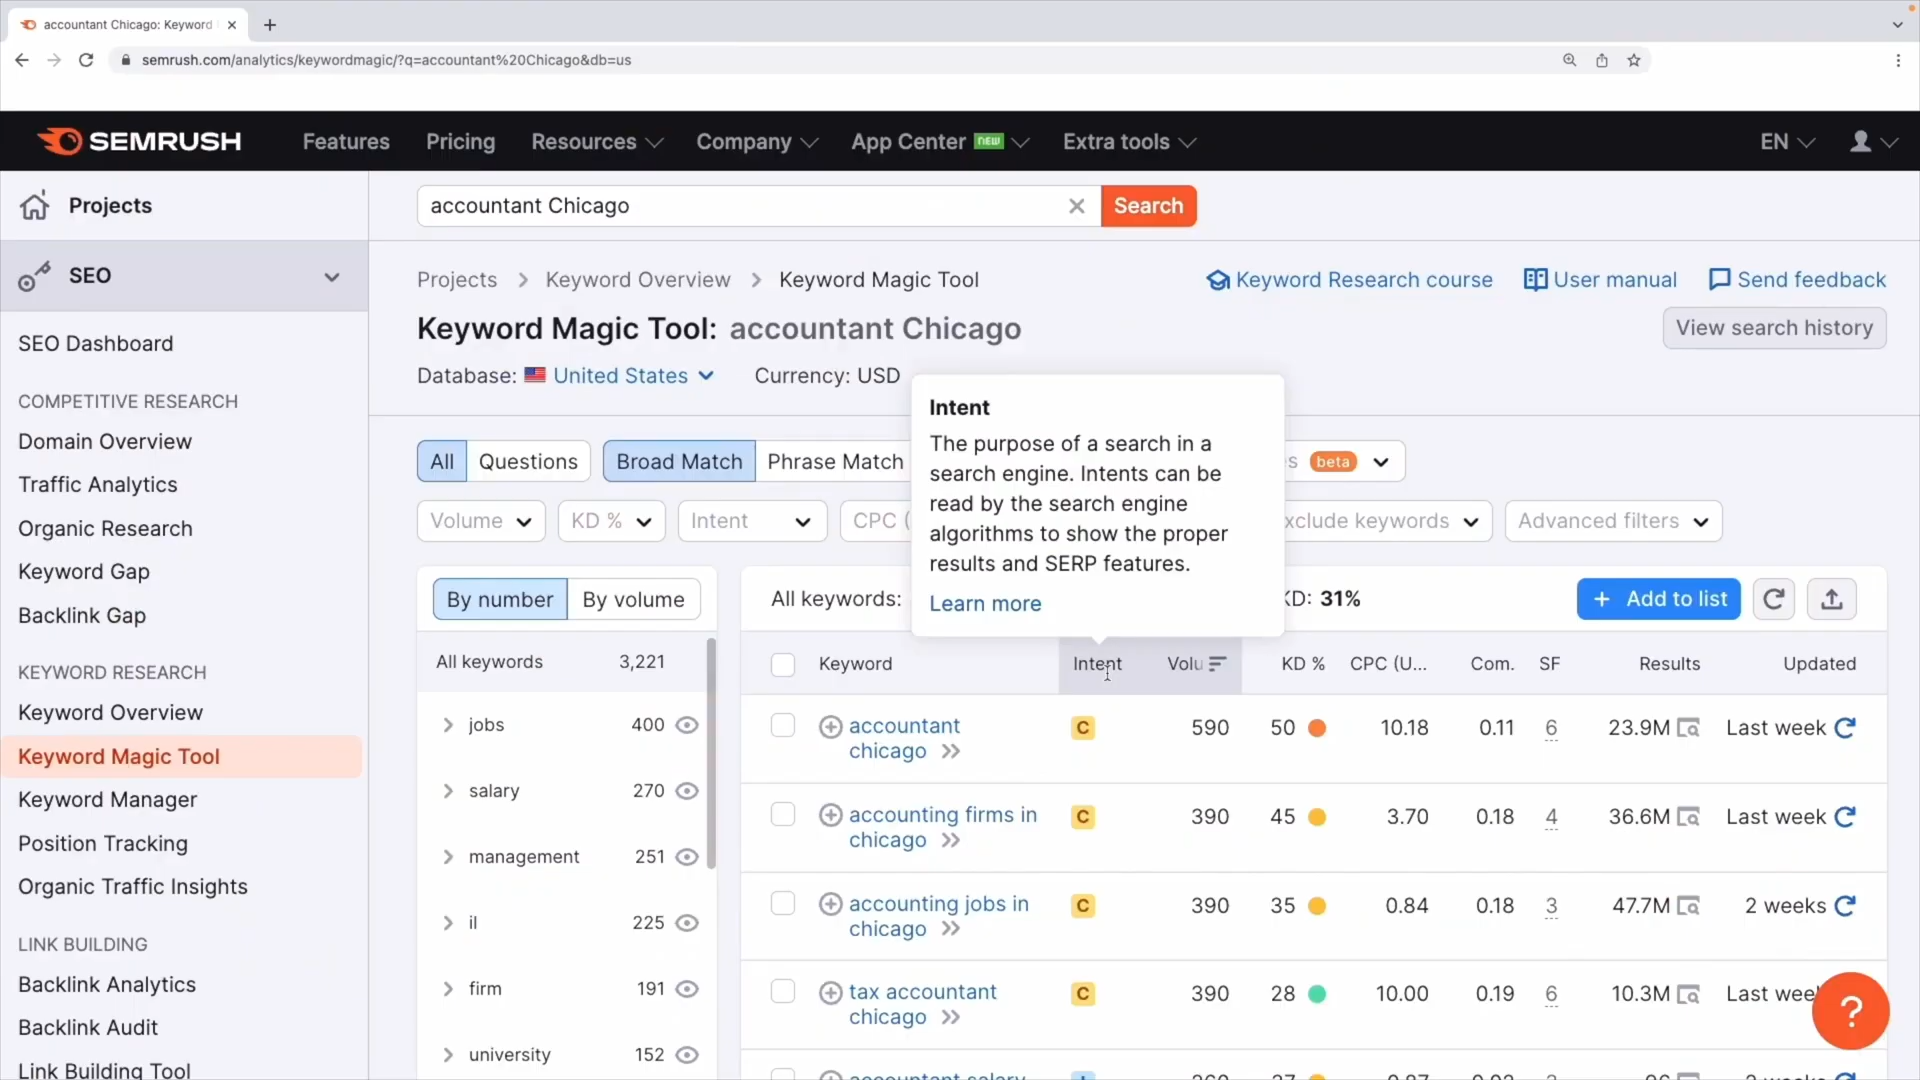 accountant Chicago: Keyword
semrush.com/analytics/keywordmagic/?q=accountant%20Chicago&db=us
SEMRUSH Features Pricing Resources Company App Center NEW Extra tools EN
Projects
accountant Chicago Search
SEO
Projects Keyword Overview Keyword Magic Tool Keyword Research course User manual Send feedback
Keyword Magic Tool: accountant Chicago View search history
Database: United States Currency: USD
SEO Dashboard
COMPETITIVE RESEARCH
Domain Overview
Traffic Analytics
Organic Research
Keyword Gap
Backlink Gap
KEYWORD RESEARCH
Keyword Overview
Keyword Magic Tool
Keyword Manager
Position Tracking
Organic Traffic Insights
LINK BUILDING
Backlink Analytics
Backlink Audit
Link Building Tool
Intent
The purpose of a search in a
search engine. Intents can be
read by the search engine
algorithms to show the proper
results and SERP features.
Learn more
All Questions Broad Match Phrase Match s beta
Volume KD % Intent CPC ( xclude keywords Advanced filters
By number By volume
All keywords 3,221
jobs 400
salary 270
management 251
il 225
firm 191
university 152
All keywords: KD: 31% + Add to list
Keyword Intent Volu KD % CPC (U... Com. SF Results Updated
accountant chicago C 590 50 10.18 0.11 6 23.9M Last week
accounting firms in chicago C 390 45 3.70 0.18 4 36.6M Last week
accounting jobs in chicago C 390 35 0.84 0.18 3 47.7M 2 weeks
tax accountant chicago C 390 28 10.00 0.19 6 10.3M Last wee
accountant salary
?